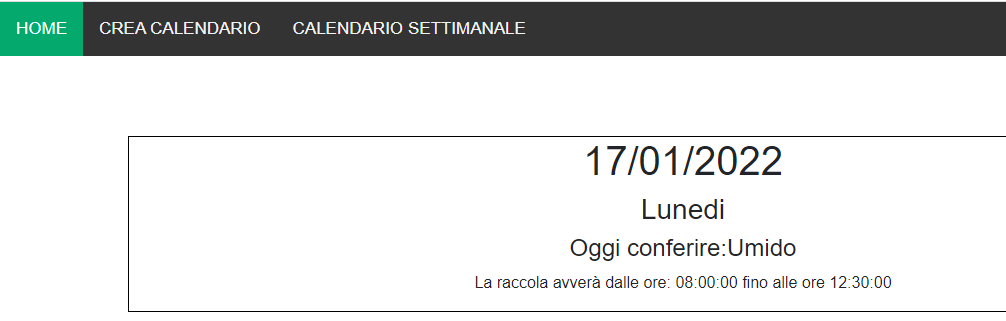 HOME CREA CALENDARIO CALENDARIO SETTIMANALE
17/01/2022
Lunedi
Oggi conferire:Umido
La raccolta avverà dalle ore: 08:00:00 fino alle ore 12:30:00